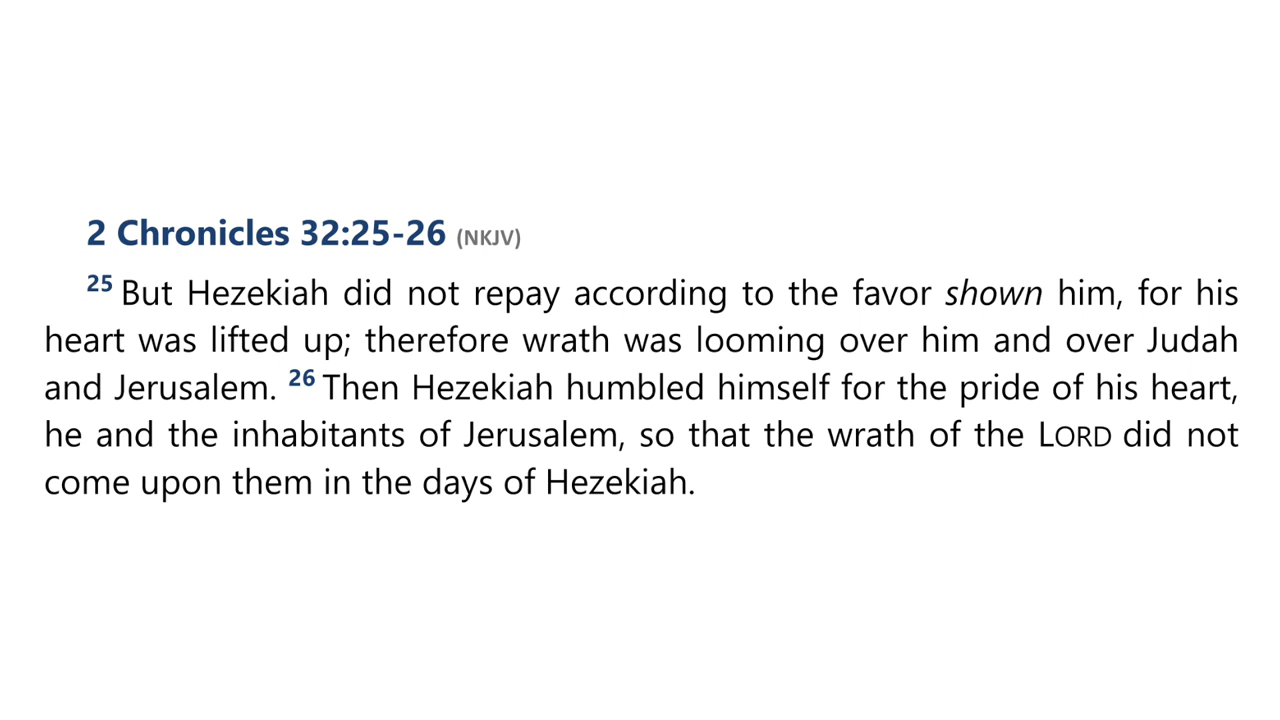 2 Chronicles 32:25-26 (NKJV)
25 But Hezekiah did not repay according to the favor shown him, for his
heart was lifted up; therefore wrath was looming over him and over Judah
and Jerusalem. 26 Then Hezekiah humbled himself for the pride of his heart,
he and the inhabitants of Jerusalem, so that the wrath of the LORD did not
come upon them in the days of Hezekiah.